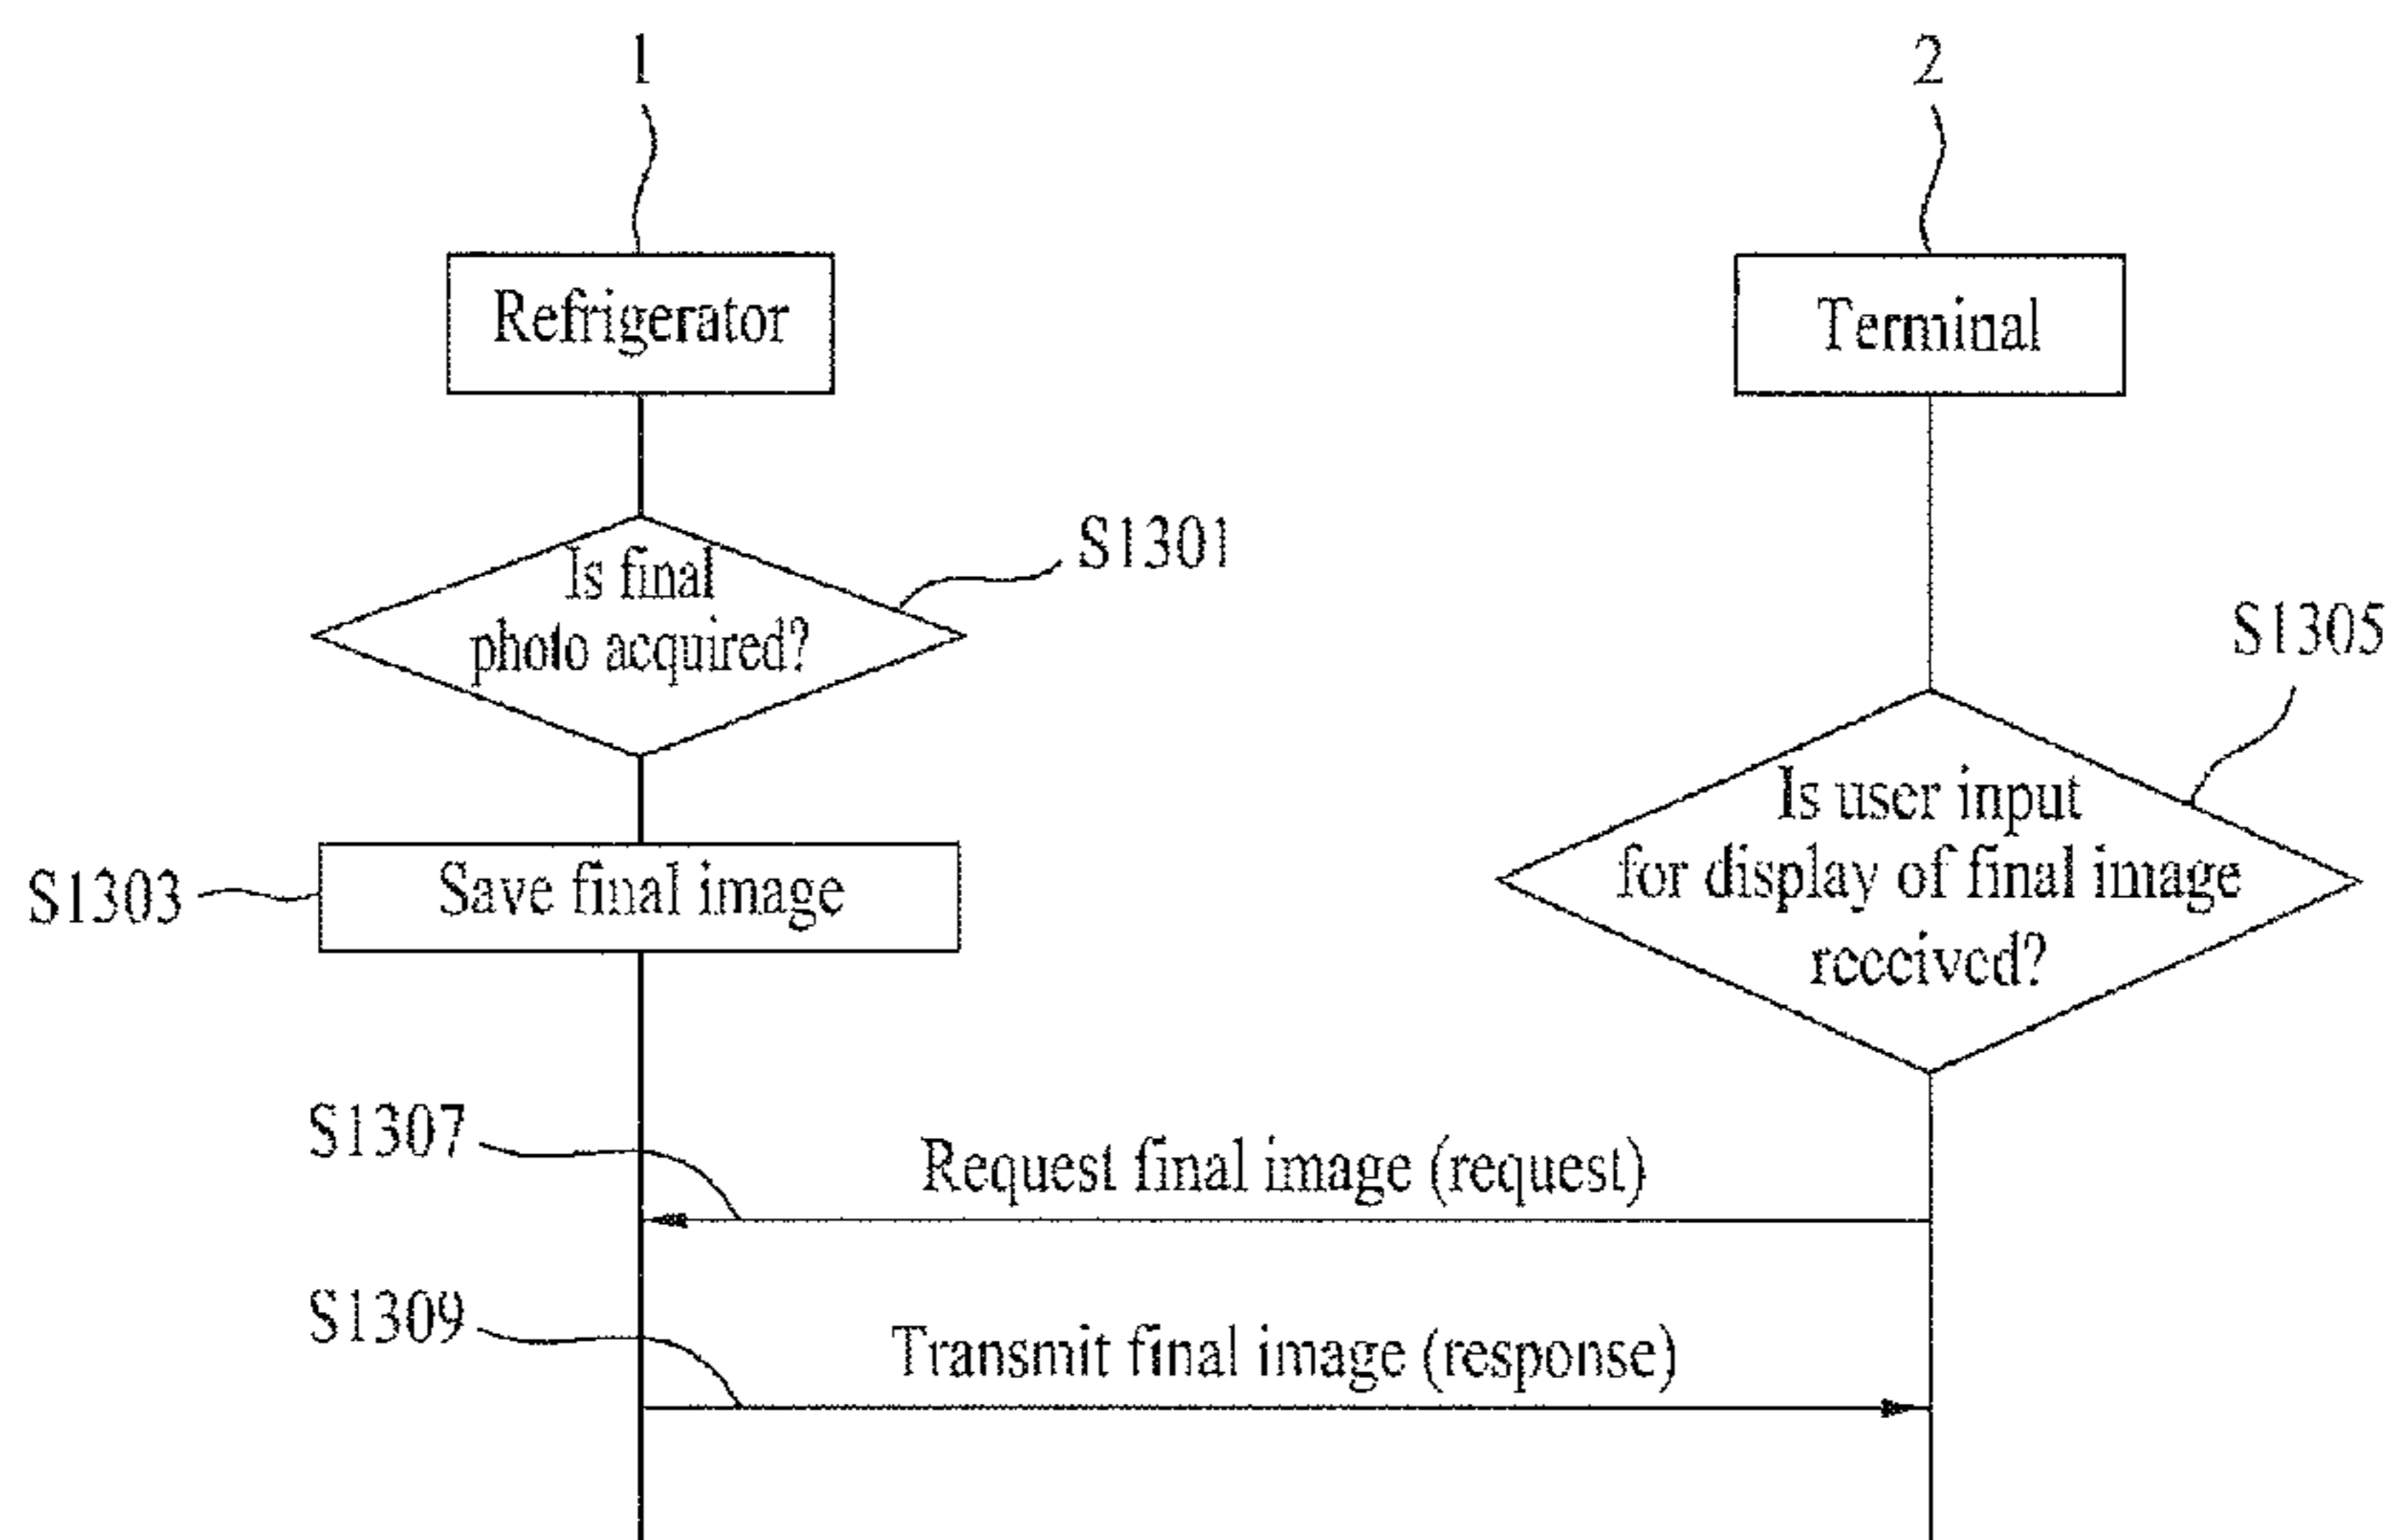 1
2
Refrigerator
Terminal
S1301
Is final
photo acquired?
S1305
Is user input
for display of final image
received?
S1303
Save final image
S1307
Request final image (request)
S1309
Transmit final image (response)